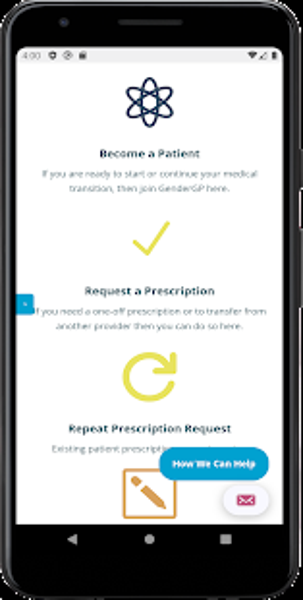 4:00
Become a Patient
If you are ready to start or continue your medical
transition, then join GenderGP here.
Request a Prescription
If you need a one-off prescription or to transfer from
another provider then you can do so here.
Repeat Prescription Request
Existing patient prescripti
How We Can Help